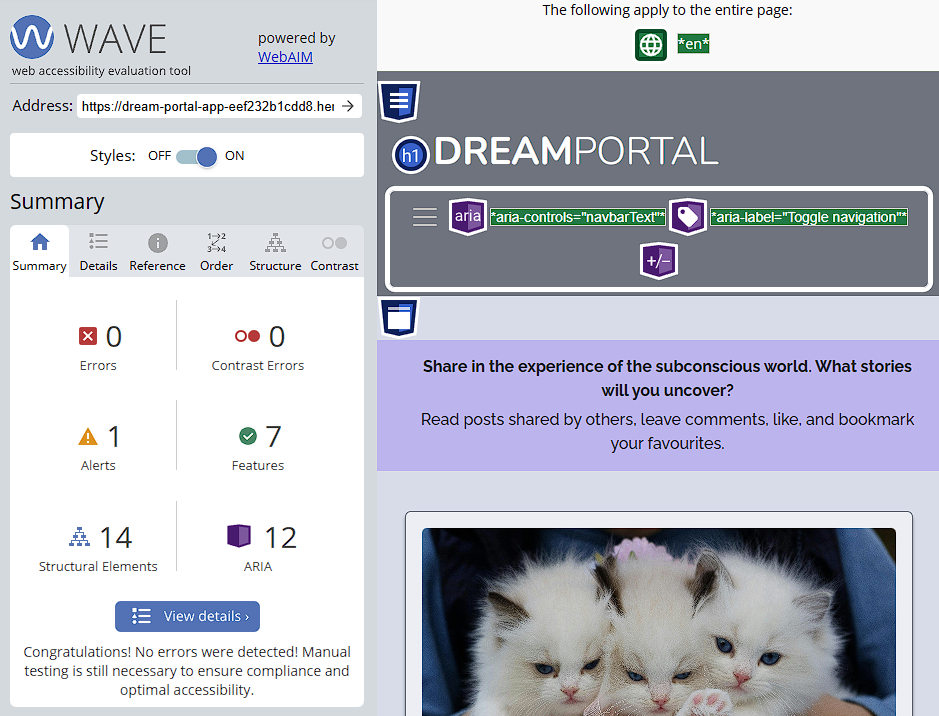 WAVE
web accessibility evaluation tool
powered by
WebAIM
Address: https://dream-portal-app-eef232b1cdd8.her
Styles: OFF ON
Summary
Summary Details Reference Order Structure Contrast
0 0
Errors Contrast Errors
1 7
Alerts Features
14 12
Structural Elements ARIA
View details ›
Congratulations! No errors were detected! Manual
testing is still necessary to ensure compliance and
optimal accessibility.
The following apply to the entire page:
*en*
h1 DREAMPORTAL
aria *aria-controls="navbarText"* *aria-label="Toggle navigation"*
+/−
Share in the experience of the subconscious world. What stories
will you uncover?
Read posts shared by others, leave comments, like, and bookmark
your favourites.